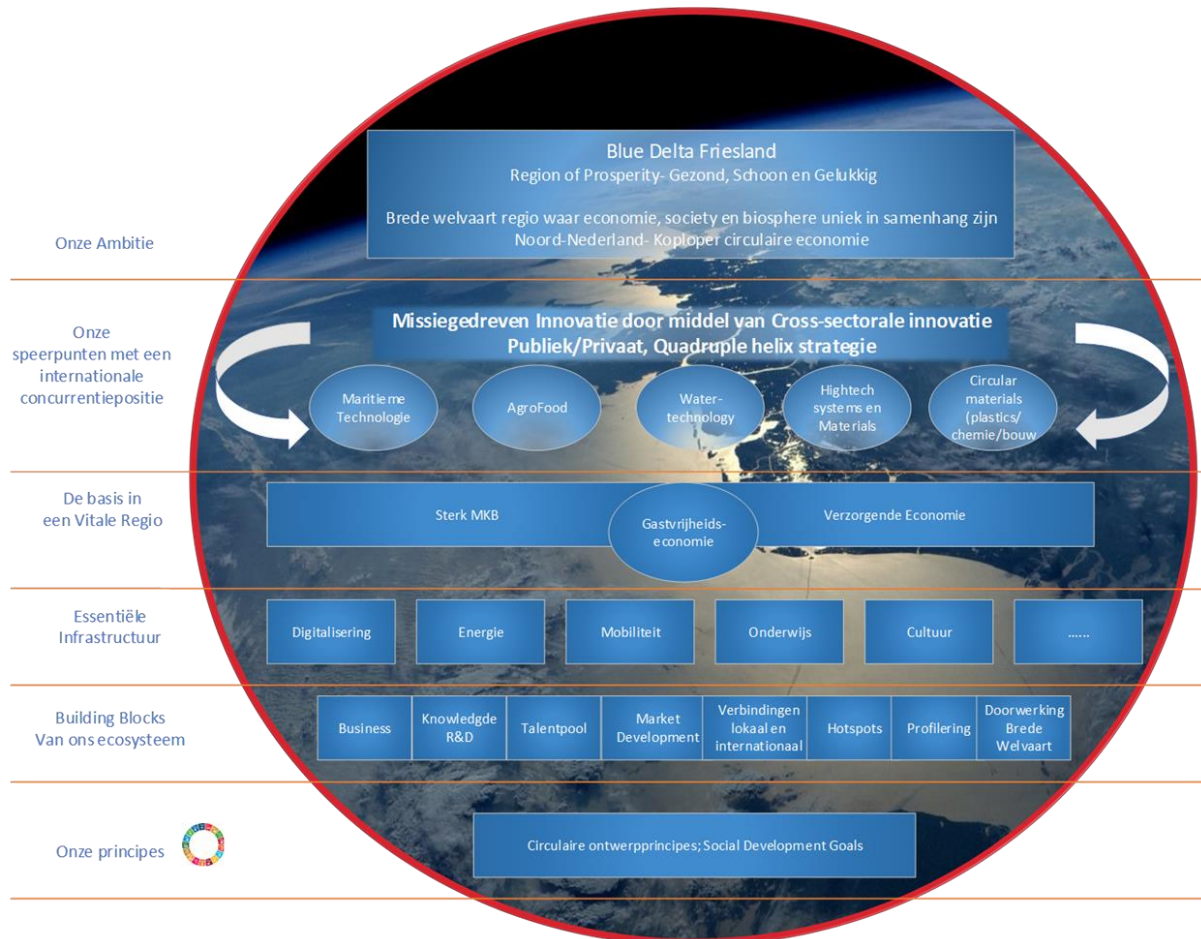 Blue Delta Friesland
Region of Prosperity- Gezond, Schoon en Gelukkig
Brede welvaart regio waar economie, society en biosphere uniek in samenhang zijn
Noord-Nederland- Koploper circulaire economie
Onze Ambitie
Missiegedreven Innovatie door middel van Cross-sectorale innovatie
Publiek/Privaat, Quadruple helix strategie
Onze
speerpunten met een
internationale
concurrentiepositie
Maritieme
Technologie
AgroFood
Water-
technology
Hightech
systems en
Materials
Circular
materials
(plastics/
chemie/bouw
De basis in
een Vitale Regio
Sterk MKB
Gastvrijheids-
economie
Verzorgende Economie
Essentiële
Infrastructuur
Digitalisering
Energie
Mobiliteit
Onderwijs
Cultuur
......
Building Blocks
Van ons ecosysteem
Business
Knowledgde
R&D
Talentpool
Market
Development
Verbindingen
lokaal en
internationaal
Hotspots
Profilering
Doorwerking
Brede
Welvaart
Onze principes
Circulaire ontwerpprincipes; Social Development Goals